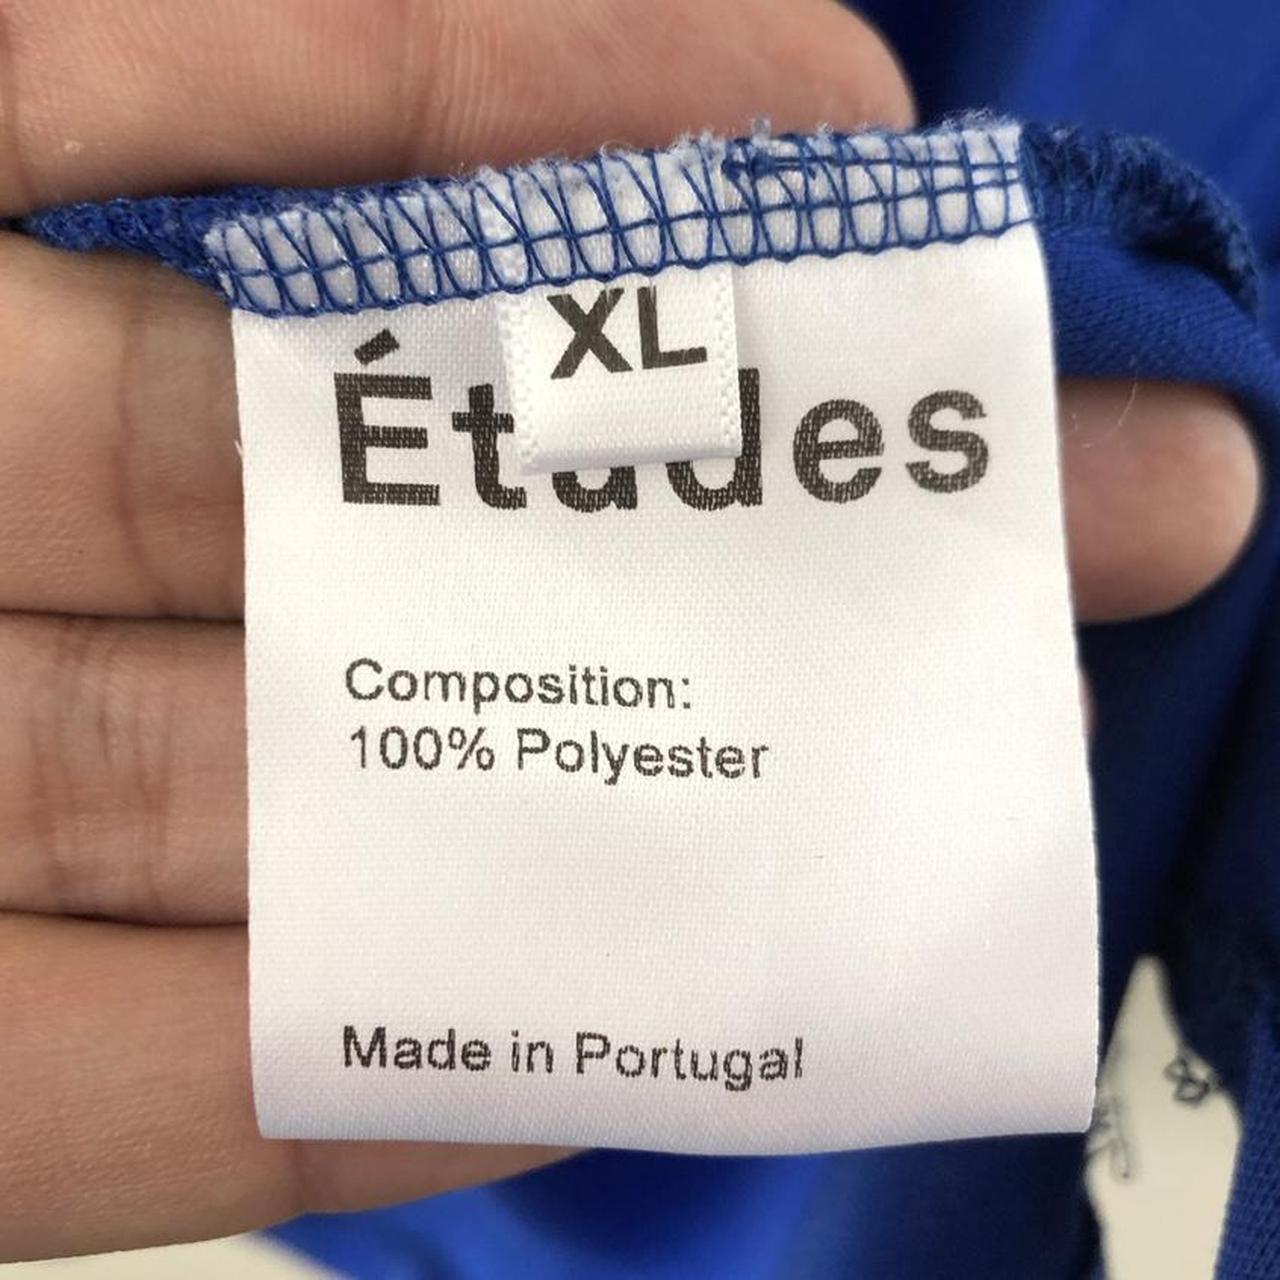 XL
Études
Composition:
100% Polyester
Made in Portugal